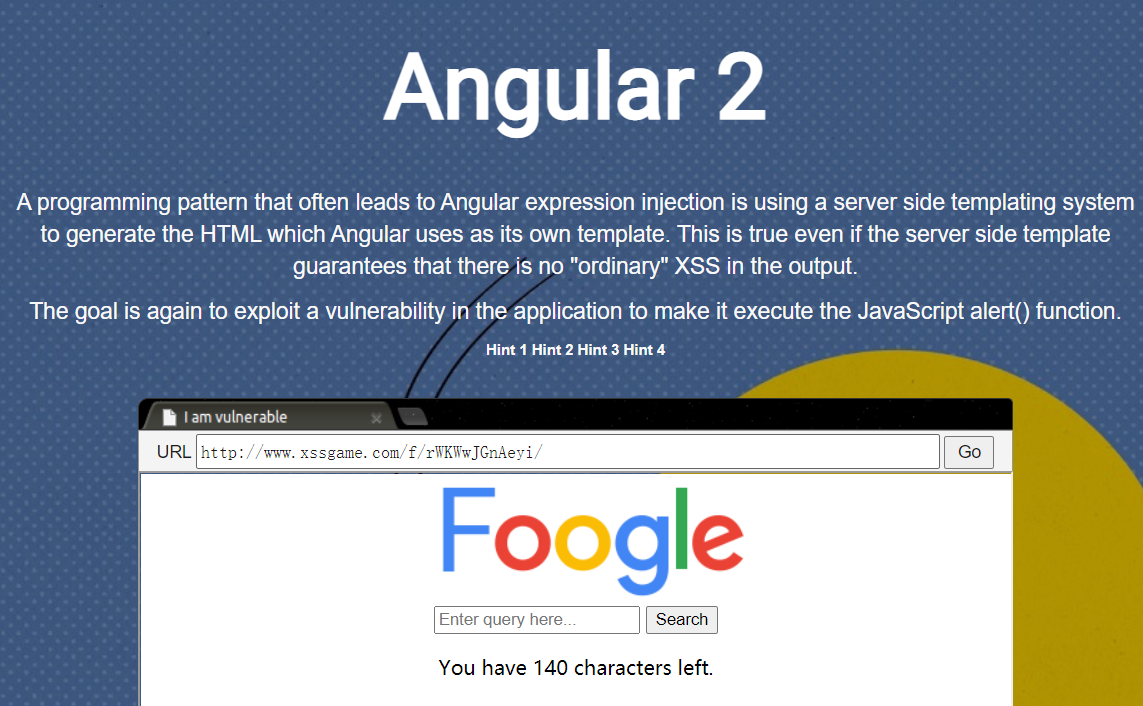 Angular 2
A programming pattern that often leads to Angular expression injection is using a server side templating system
to generate the HTML which Angular uses as its own template. This is true even if the server side template
guarantees that there is no "ordinary" XSS in the output.
The goal is again to exploit a vulnerability in the application to make it execute the JavaScript alert() function.
Hint 1 Hint 2 Hint 3 Hint 4
I am vulnerable
URL http://www.xssgame.com/f/rWKWwJGnAeyi/ Go
Foogle
Enter query here... Search
You have 140 characters left.